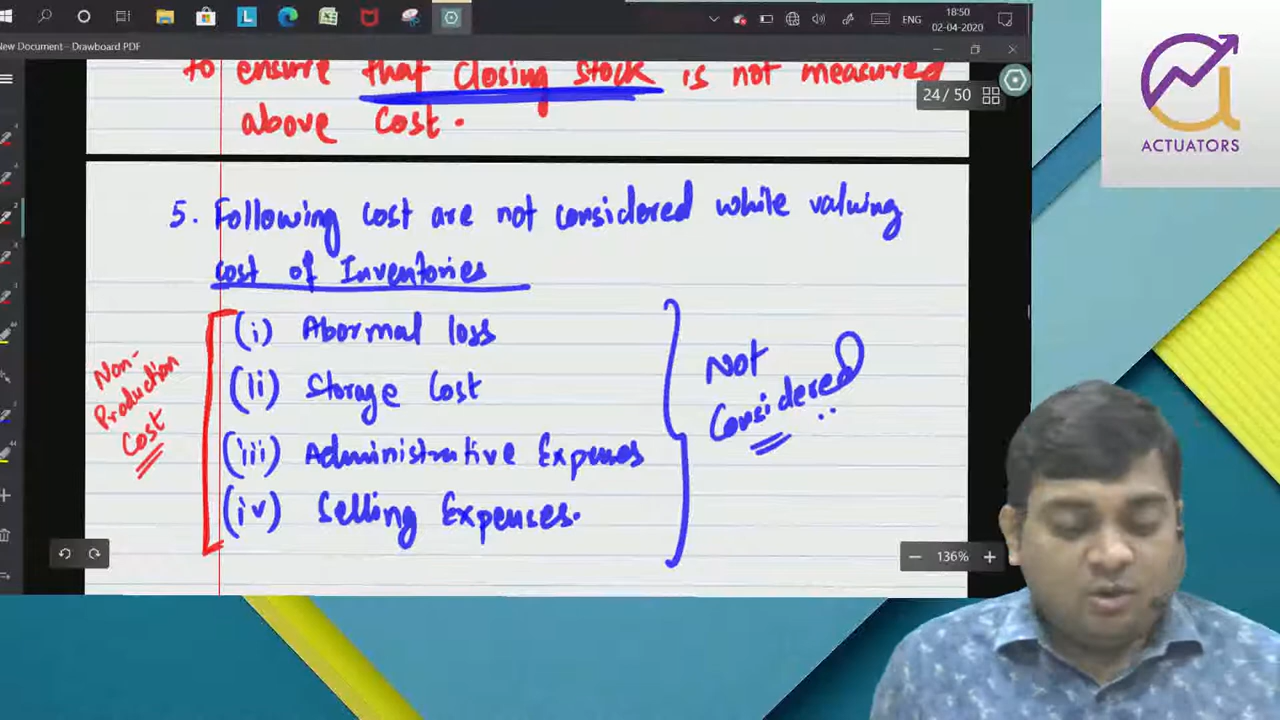 18:50
ENG
02-04-2020
New Document - Drawboard PDF
to ensure that closing stock is not measured
24 / 50
above cost.
ACTUATORS
5. Following cost are not considered while valuing
cost of Inventories
(i) Abormal loss
(ii) Storage Cost
(iii) Administrative Expenses
(iv) Selling Expenses.
Non-
Production
Cost
Not
Considered
136%